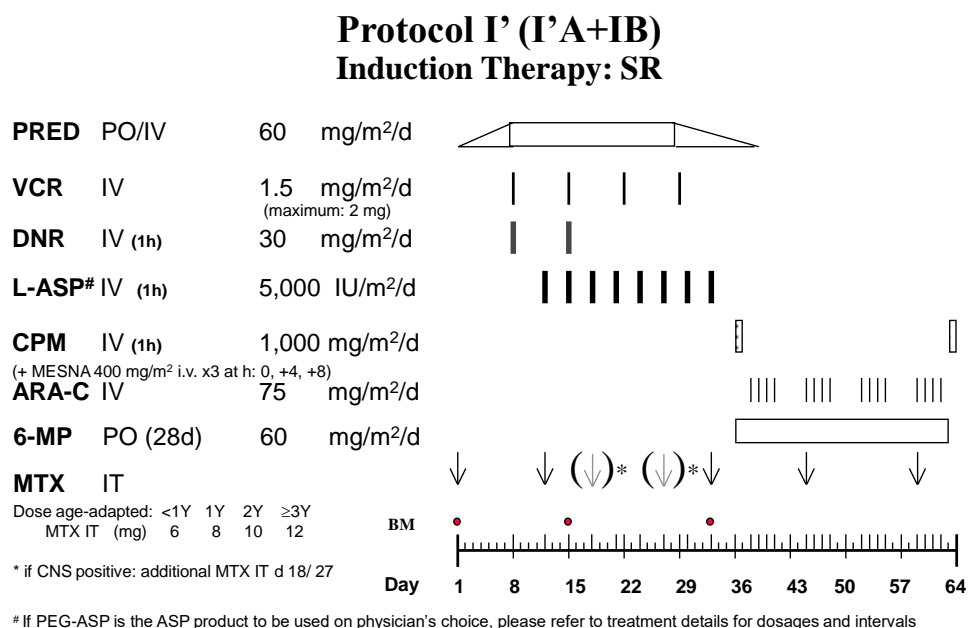 Protocol I’ (I’A+IB)
Induction Therapy: SR
PRED PO/IV 60 mg/m²/d
VCR IV 1.5 mg/m²/d
(maximum: 2 mg)
DNR IV (1h) 30 mg/m²/d
L-ASP# IV (1h) 5,000 IU/m²/d
CPM IV (1h) 1,000 mg/m²/d
(+ MESNA 400 mg/m² i.v. x3 at h: 0, +4, +8)
ARA-C IV 75 mg/m²/d
6-MP PO (28d) 60 mg/m²/d
( )* ( )*
MTX IT
Dose age-adapted: <1Y 1Y 2Y ≥3Y
MTX IT (mg) 6 8 10 12
BM
* if CNS positive: additional MTX IT d 18/ 27
Day 1 8 15 22 29 36 43 50 57 64
# If PEG-ASP is the ASP product to be used on physician’s choice, please refer to treatment details for dosages and intervals